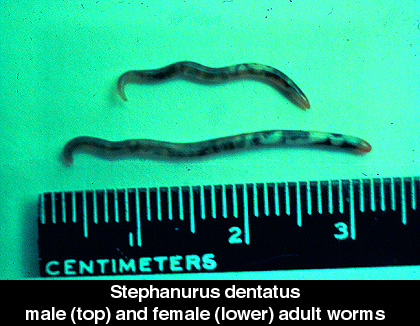 1 2 3
CENTIMETERS
Stephanurus dentatus
male (top) and female (lower) adult worms